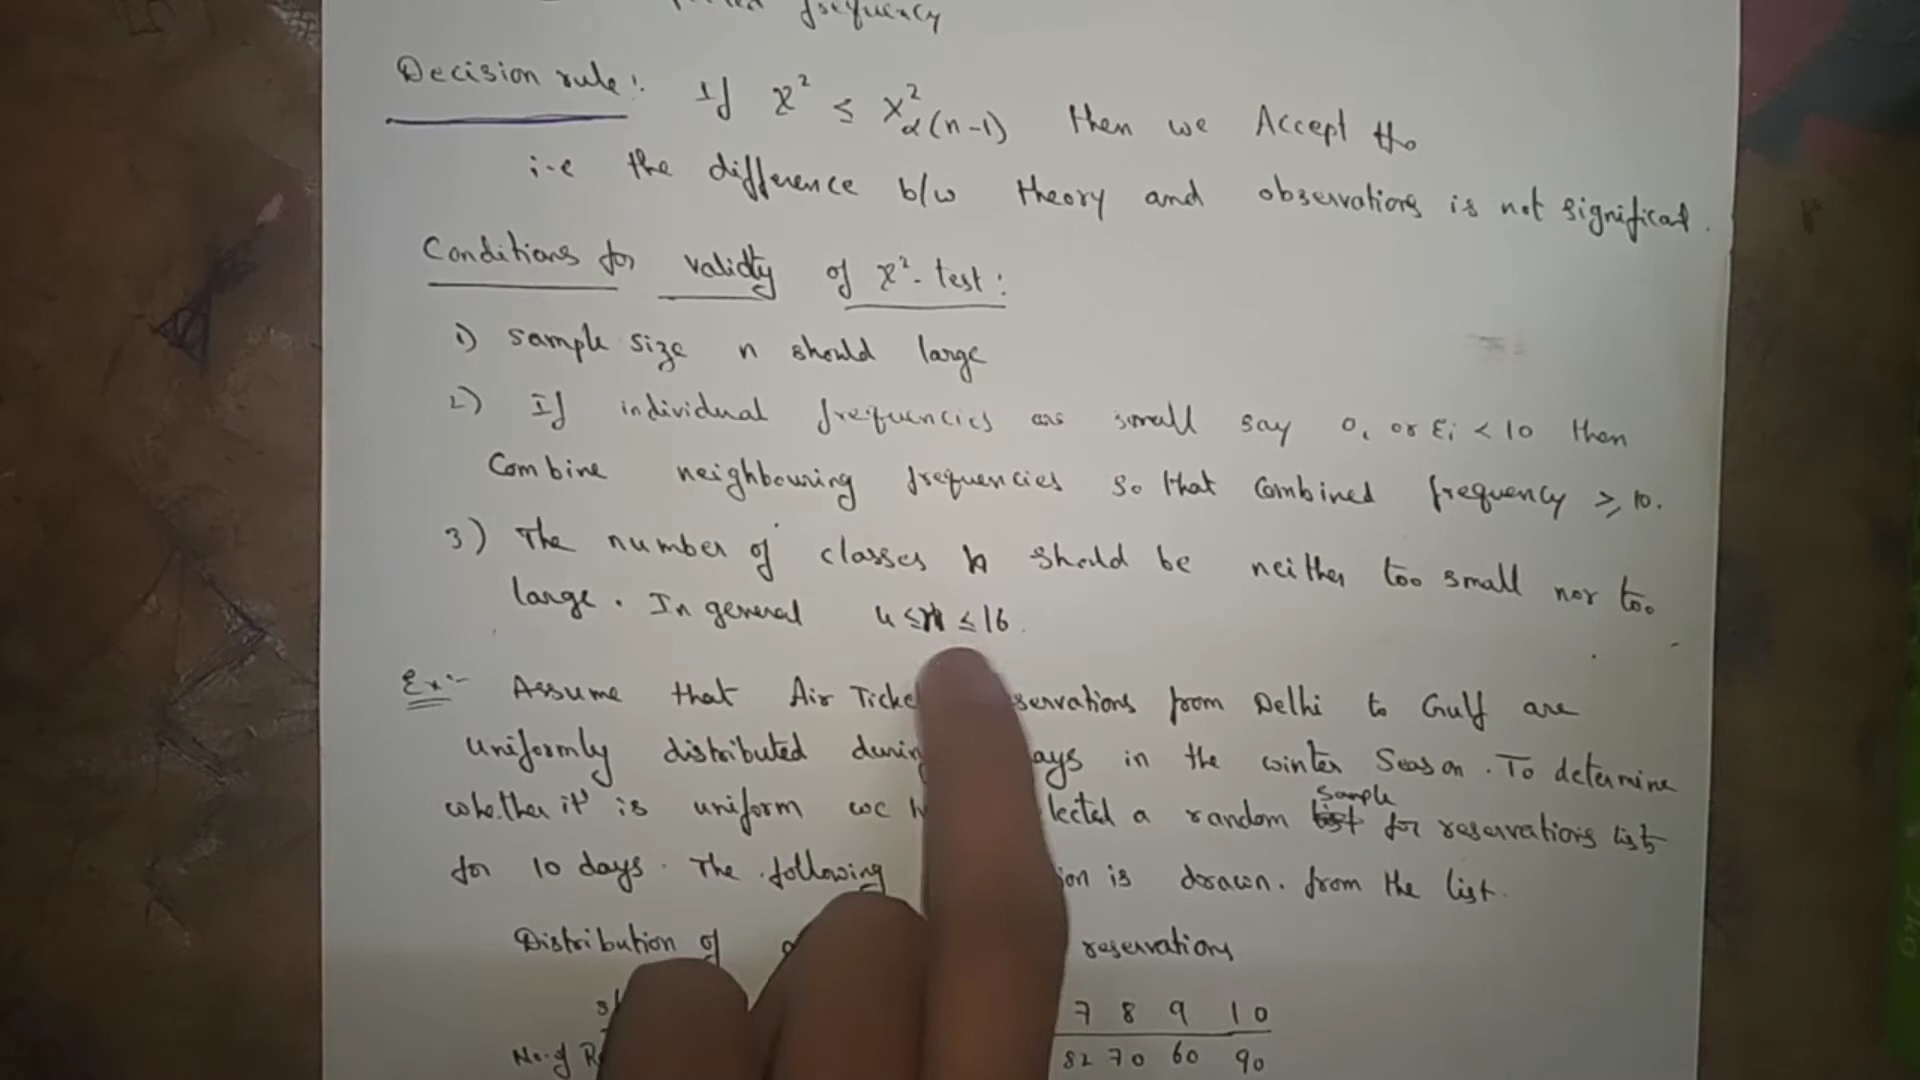 frequency
Decision rule: If χ² ≤ χ²α(n-1) then we Accept Ho
i.e the difference b/w theory and observations is not significant.
Conditions for validity of χ²-test:
1) sample size n should large
2) If individual frequencies are small say Oi or Ei < 10 then
Combine neighbouring frequencies so that combined frequency ≥ 10.
3) The number of classes n should be neither too small nor too
large. In general 4 ≤ n ≤ 16.
Ex:- Assume that Air Ticket servations from Delhi to Gulf are
uniformly distributed during ays in the winter Season. To determine
whether it is uniform we lected a random sample for reservations list
for 10 days. The following ion is drawn. from the list.
Distribution of reservations
7 8 9 10
No. of R 82 70 60 90